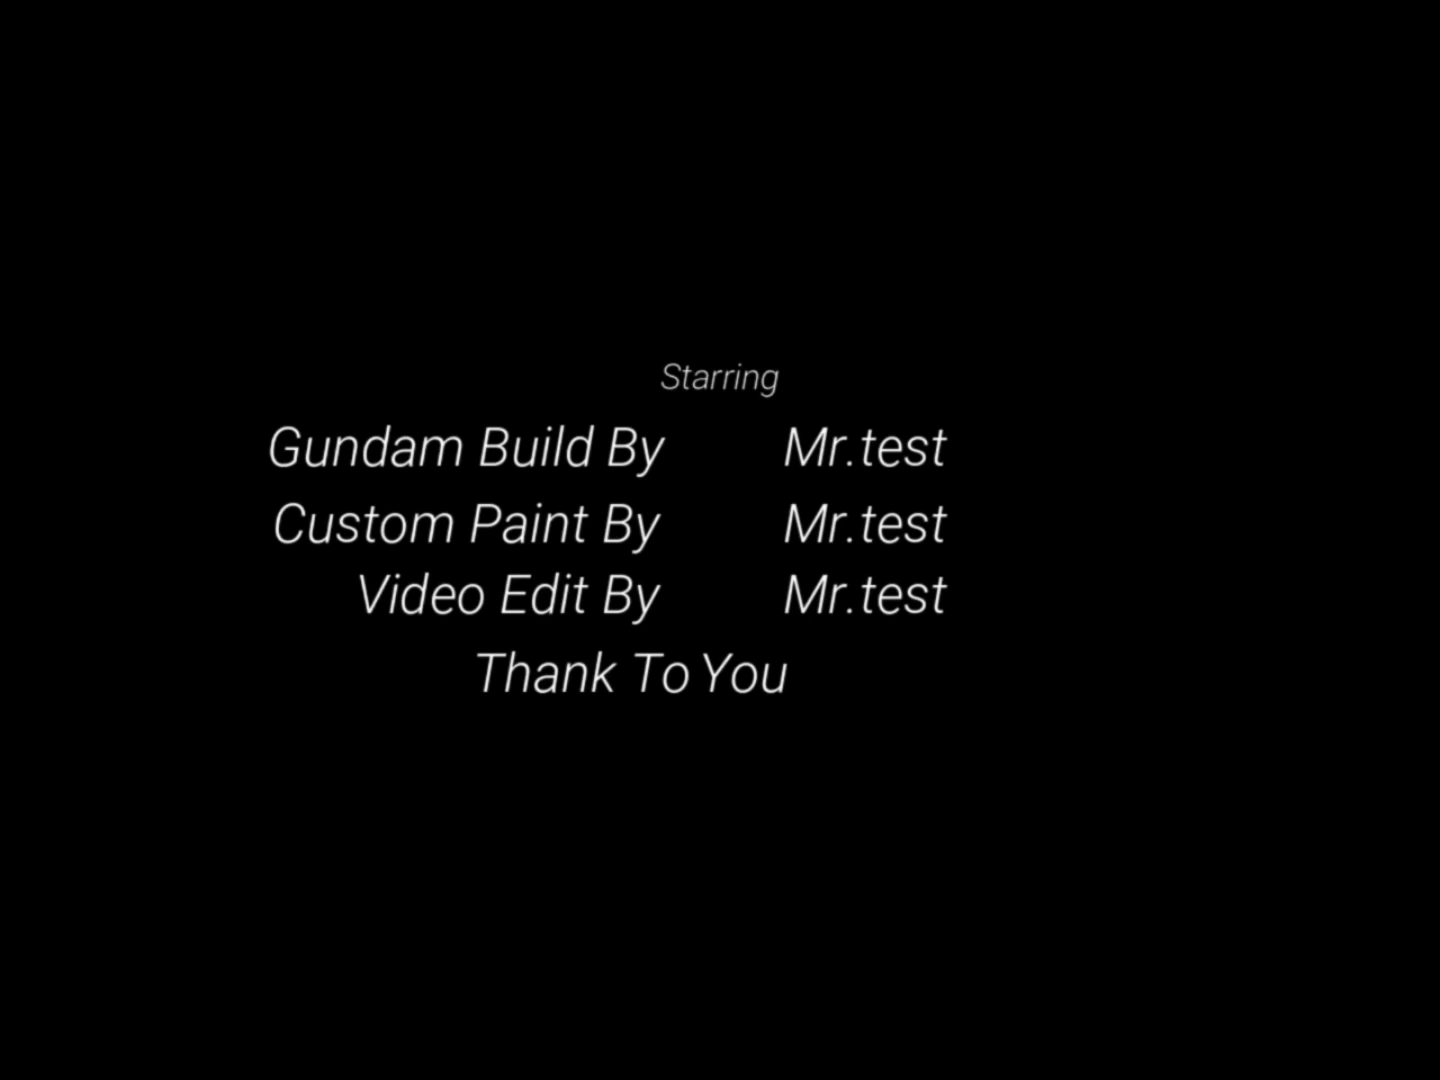 Starring
Gundam Build By Mr.test
Custom Paint By Mr.test
Video Edit By Mr.test
Thank To You